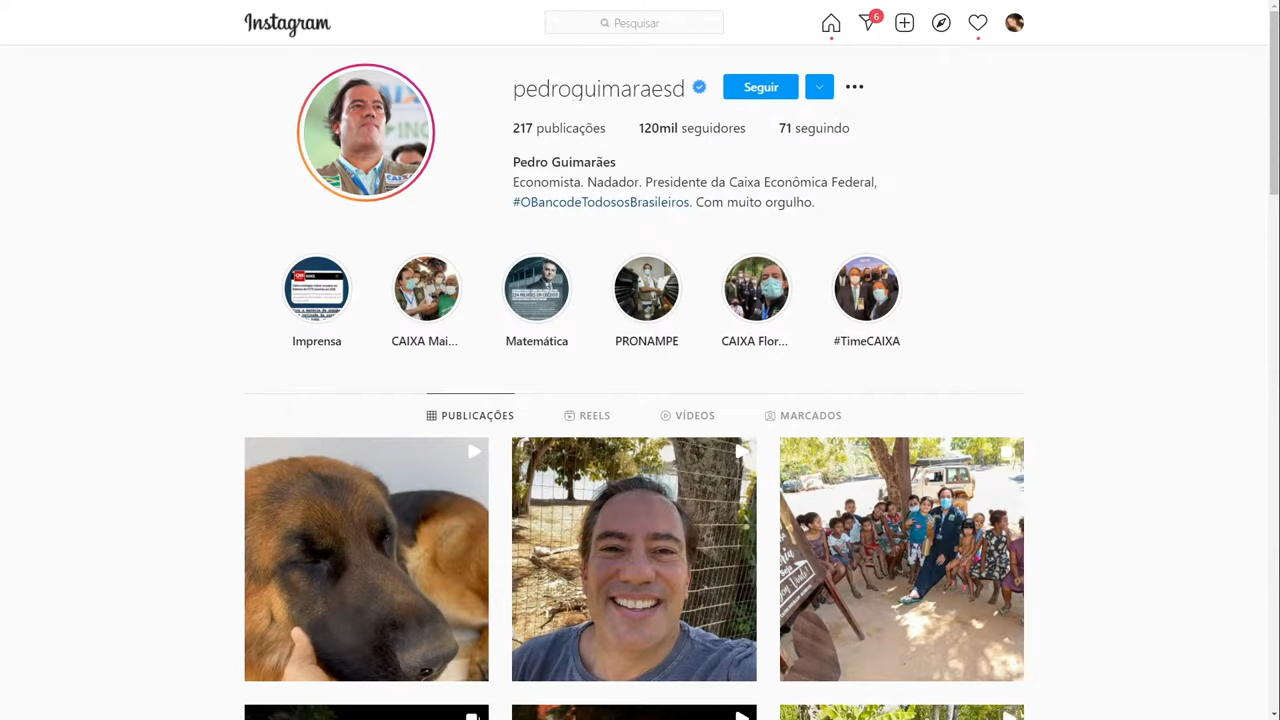 Instagram
Pesquisar
6
pedroguimaraesd
Seguir
217 publicações 120mil seguidores 71 seguindo
Pedro Guimarães
Economista. Nadador. Presidente da Caixa Econômica Federal,
#OBancodeTodososBrasileiros. Com muito orgulho.
Imprensa CAIXA Mai... Matemática PRONAMPE CAIXA Flor... #TimeCAIXA
PUBLICAÇÕES REELS VÍDEOS MARCADOS